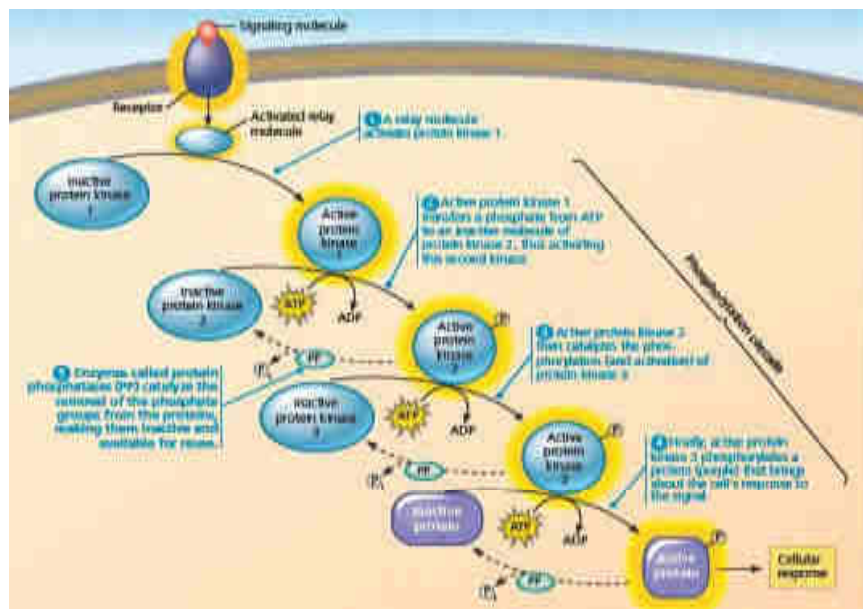 Signaling molecule
Receptor
Activated relay
molecule
1 A relay molecule
activates protein kinase 1.
Inactive
protein kinase
1
Active
protein
kinase
1
2 Active protein kinase 1
transfers a phosphate from ATP
to an inactive molecule of
protein kinase 2, thus activating
this second kinase.
Phosphorylation cascade
Inactive
protein kinase
2
ATP
ADP
P
Active
protein
kinase
2
3 Active protein kinase 2
then catalyzes the phos-
phorylation (and activation) of
protein kinase 3.
P
PP
5 Enzymes called protein
phosphatases (PP) catalyze the
removal of the phosphate
groups from the proteins,
making them inactive and
available for reuse.
Inactive
protein kinase
3
ATP
ADP
P
Active
protein
kinase
3
4 Finally, active protein
kinase 3 phosphorylates a
protein (purple) that brings
about the cell's response to
the signal.
P
PP
Inactive
protein
ATP
ADP
P
Active
protein
Cellular
response
P
PP